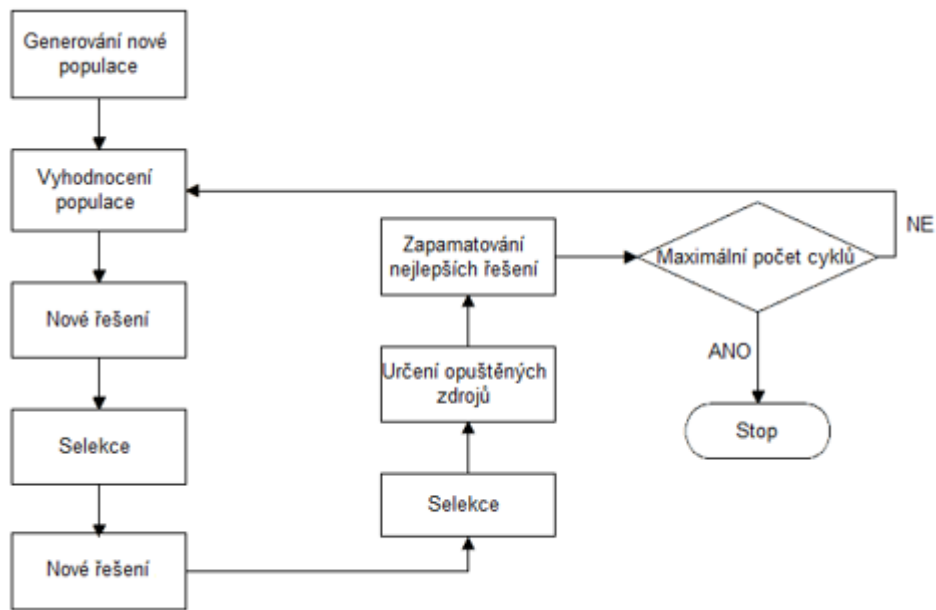 Generování nové
populace
Vyhodnocení
populace
Nové řešení
Selekce
Nové řešení
Selekce
Určení opuštěných
zdrojů
Zapamatování
nejlepších řešení
Maximální počet cyklů
NE
ANO
Stop